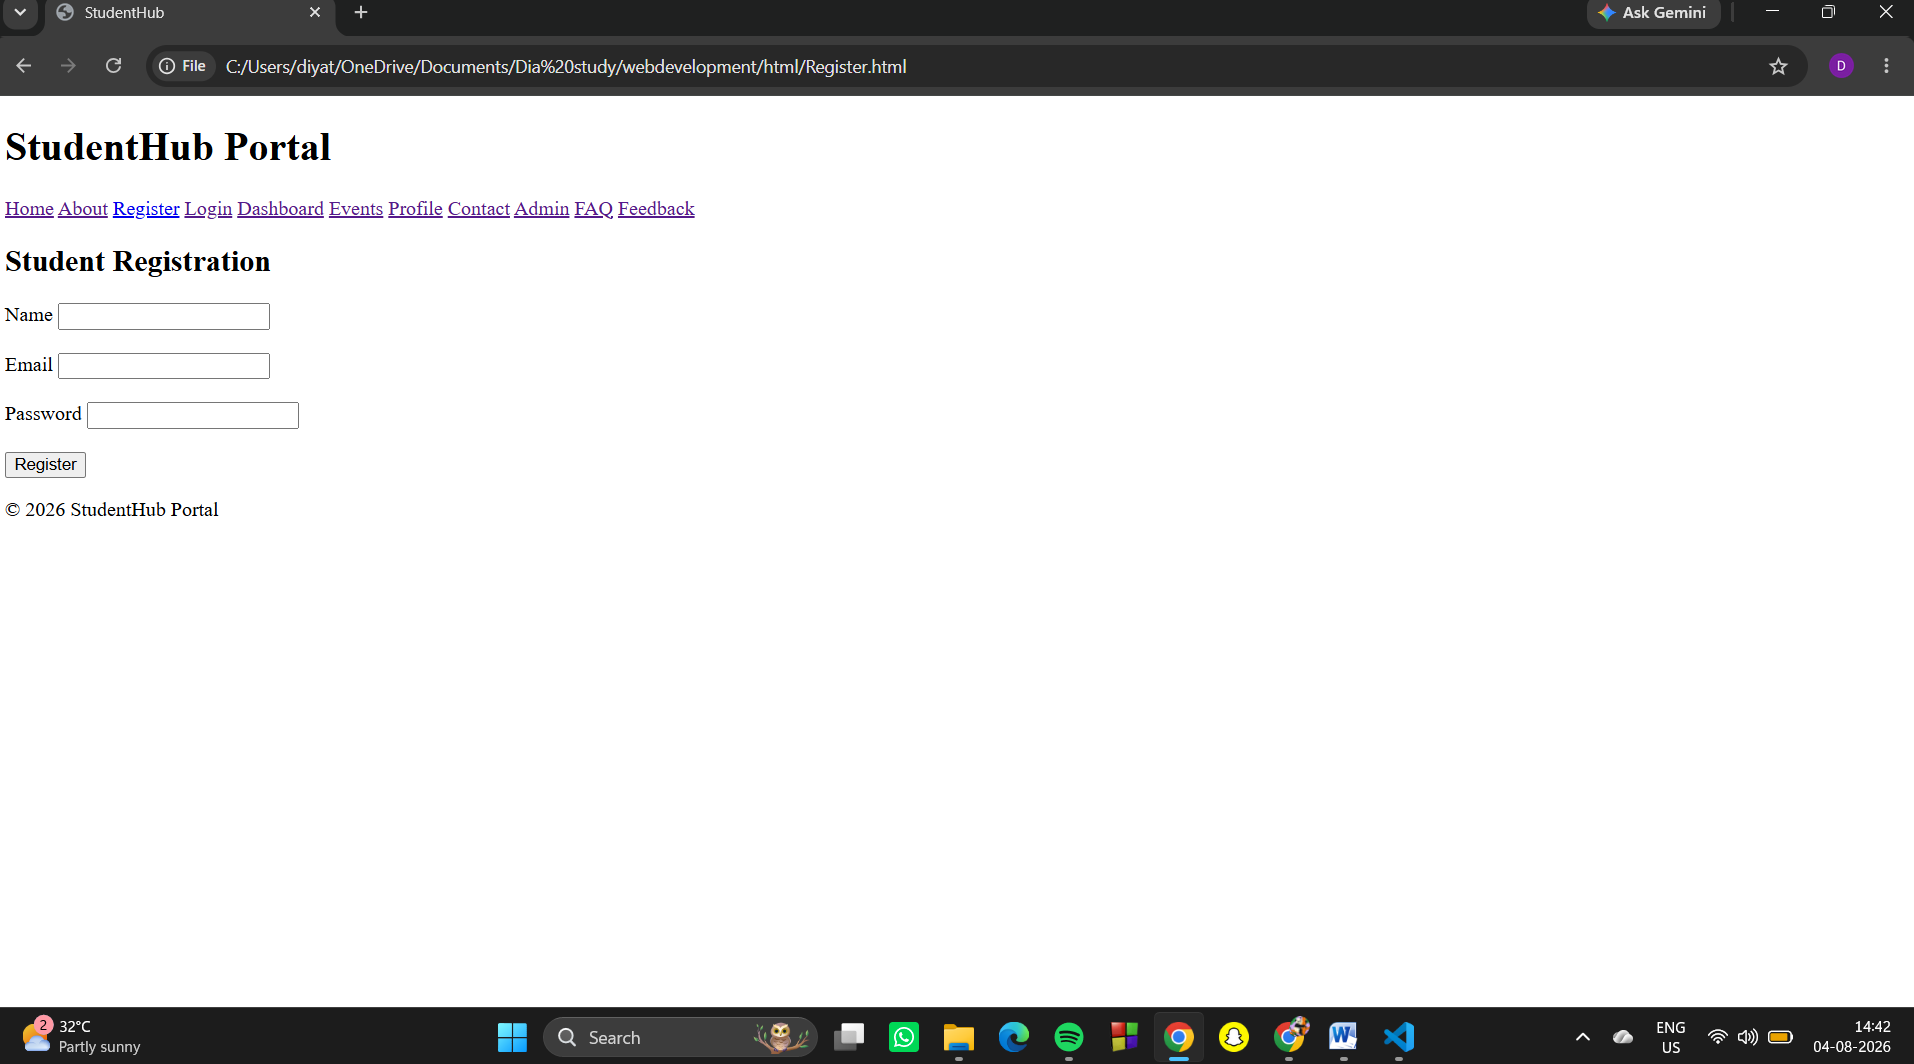 StudentHub
Ask Gemini
File
C:/Users/diyat/OneDrive/Documents/Dia%20study/webdevelopment/html/Register.html
D
StudentHub Portal
Home About Register Login Dashboard Events Profile Contact Admin FAQ Feedback
Student Registration
Name
Email
Password
Register
© 2026 StudentHub Portal
2
32°C
Partly sunny
Search
W
ENG
US
14:42
04-08-2026